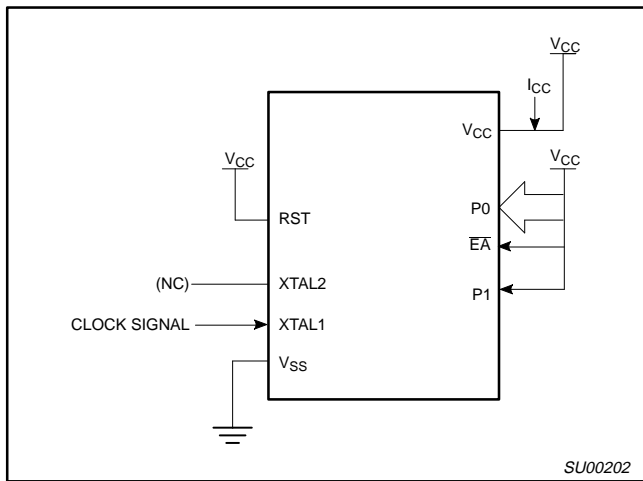 VCC
ICC
VCC
VCC
VCC
RST
P0
EA
(NC)
XTAL2
P1
CLOCK SIGNAL
XTAL1
VSS
SU00202